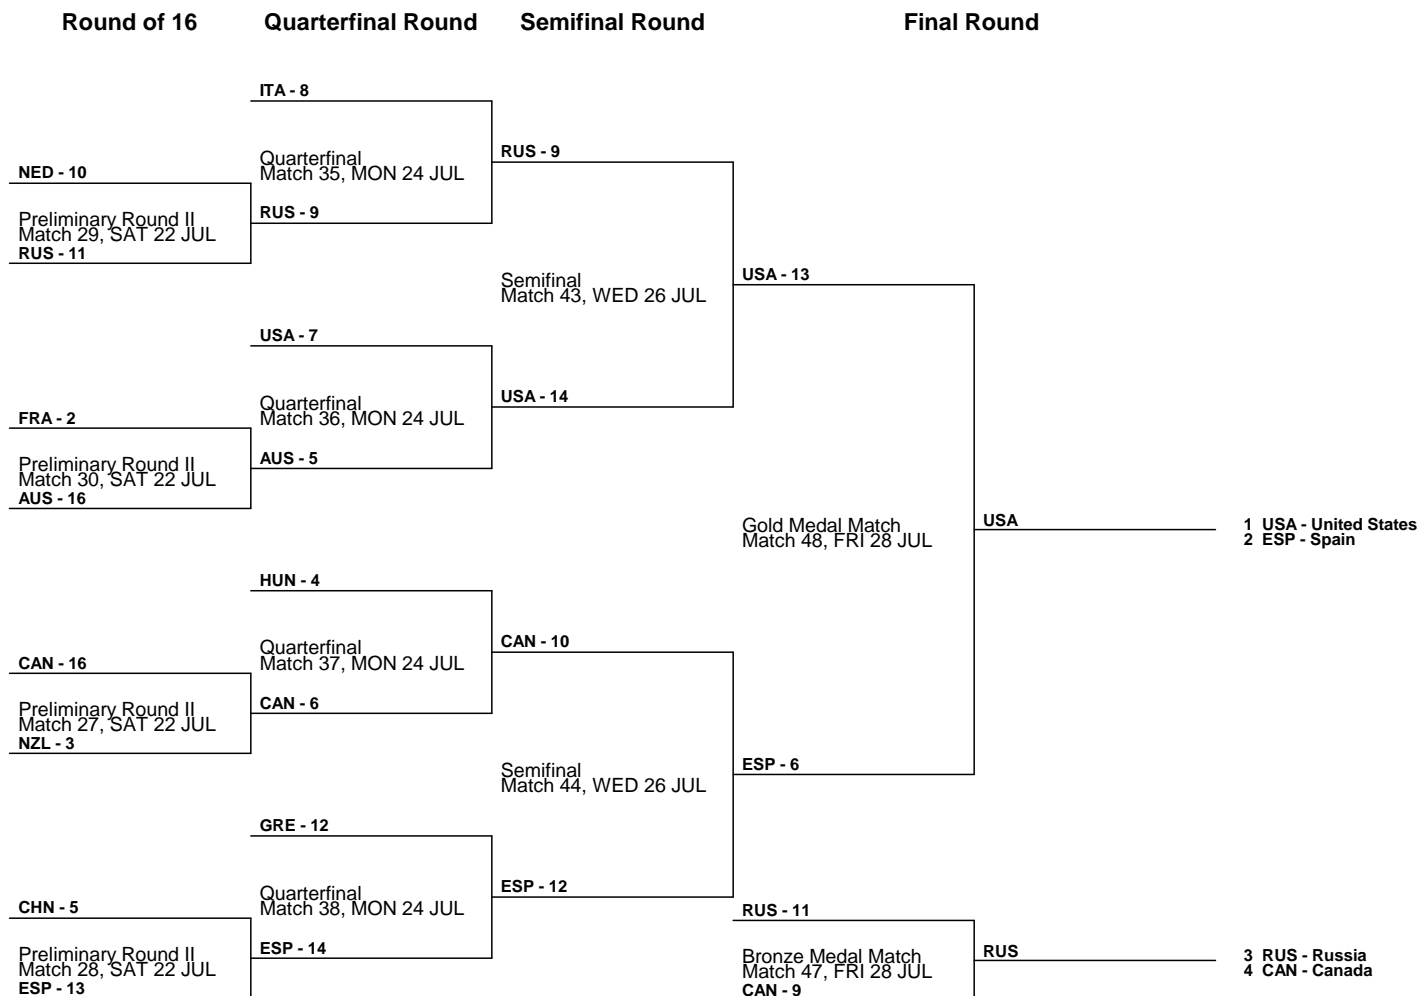 Round of 16
Quarterfinal Round
Semifinal Round
Final Round
NED - 10
Preliminary Round II
Match 29, SAT 22 JUL
RUS - 11
FRA - 2
Preliminary Round II
Match 30, SAT 22 JUL
AUS - 16
CAN - 16
Preliminary Round II
Match 27, SAT 22 JUL
NZL - 3
CHN - 5
Preliminary Round II
Match 28, SAT 22 JUL
ESP - 13
ITA - 8
Quarterfinal
Match 35, MON 24 JUL
RUS - 9
USA - 7
Quarterfinal
Match 36, MON 24 JUL
AUS - 5
HUN - 4
Quarterfinal
Match 37, MON 24 JUL
CAN - 6
GRE - 12
Quarterfinal
Match 38, MON 24 JUL
ESP - 14
RUS - 9
Semifinal
Match 43, WED 26 JUL
USA - 14
CAN - 10
Semifinal
Match 44, WED 26 JUL
ESP - 12
USA - 13
Gold Medal Match
Match 48, FRI 28 JUL
ESP - 6
RUS - 11
Bronze Medal Match
Match 47, FRI 28 JUL
CAN - 9
USA
RUS
1 USA - United States
2 ESP - Spain
3 RUS - Russia
4 CAN - Canada